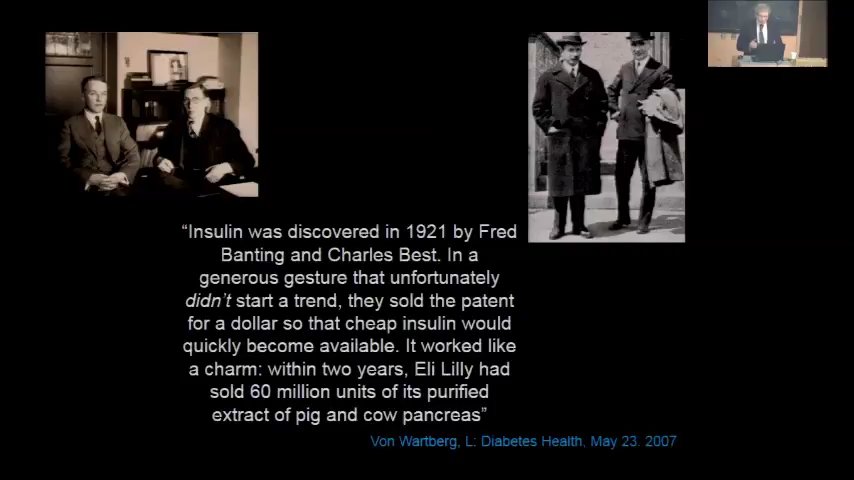 “Insulin was discovered in 1921 by Fred
Banting and Charles Best. In a
generous gesture that unfortunately
didn’t start a trend, they sold the patent
for a dollar so that cheap insulin would
quickly become available. It worked like
a charm: within two years, Eli Lilly had
sold 60 million units of its purified
extract of pig and cow pancreas”
Von Wartberg, L: Diabetes Health, May 23. 2007